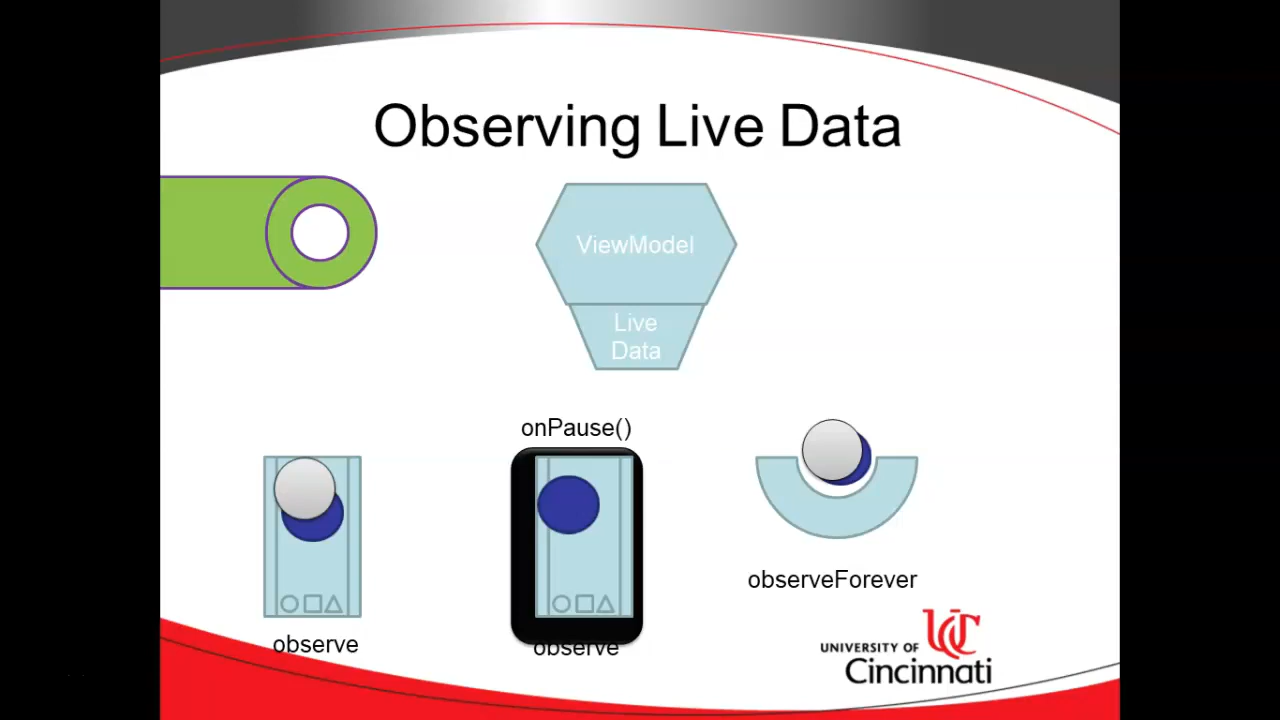 Observing Live Data
ViewModel
Live
Data
onPause()
observeForever
observe
observe
UNIVERSITY OF
UC
Cincinnati